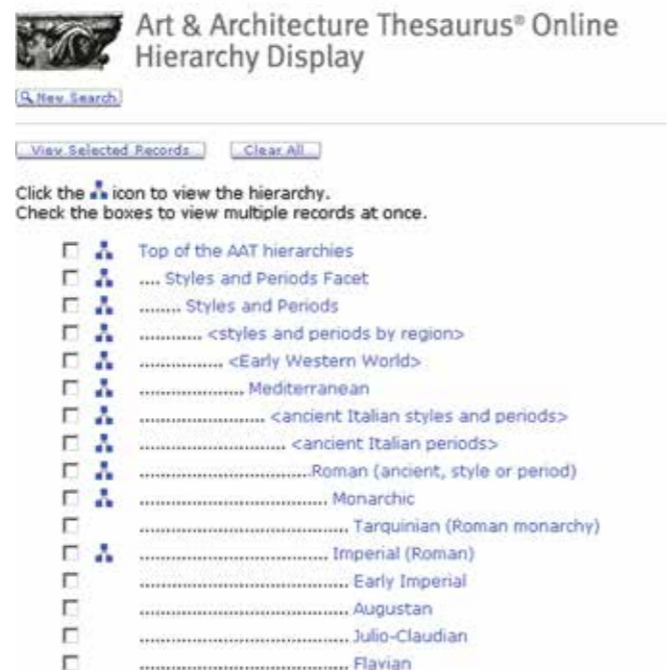 Art & Architecture Thesaurus® Online
Hierarchy Display
New Search
View Selected Records Clear All
Click the icon to view the hierarchy.
Check the boxes to view multiple records at once.
Top of the AAT hierarchies
.... Styles and Periods Facet
........ Styles and Periods
............ <styles and periods by region>
................ <Early Western World>
.................... Mediterranean
........................ <ancient Italian styles and periods>
............................ <ancient Italian periods>
................................Roman (ancient, style or period)
.................................... Monarchic
........................................ Tarquinian (Roman monarchy)
.................................... Imperial (Roman)
........................................ Early Imperial
........................................ Augustan
........................................ Julio-Claudian
........................................ Flavian